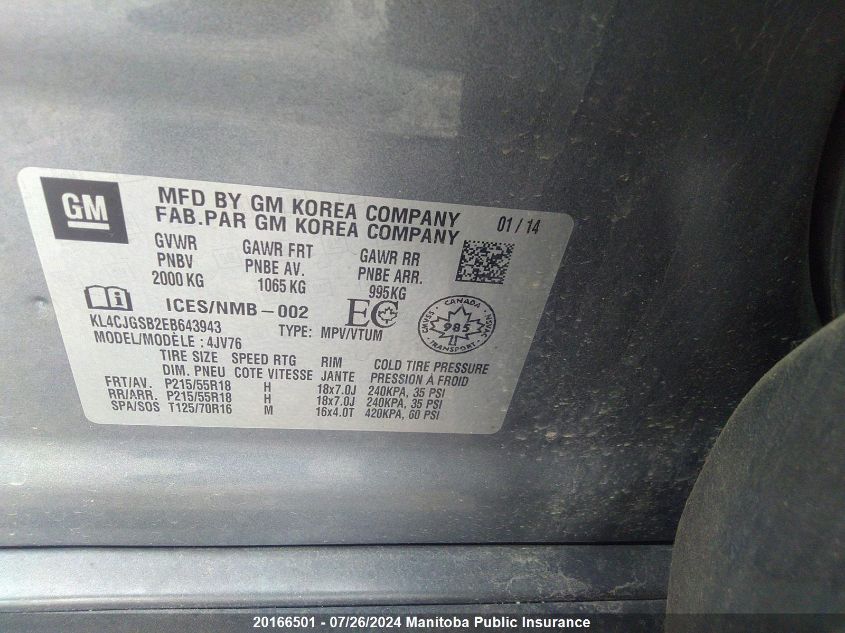 GM
MFD BY GM KOREA COMPANY 01 / 14
FAB.PAR GM KOREA COMPANY
GVWR GAWR FRT GAWR RR
PNBV PNBE AV. PNBE ARR.
2000 KG 1065 KG 995KG
ICES/NMB-002 EC
KL4CJGSB2EB643943 TYPE: MPV/VTUM
MODEL/MODÈLE : 4JV76
CANADA
CMVSS 985 NSVAC
TRANSPORT
TIRE SIZE SPEED RTG RIM COLD TIRE PRESSURE
DIM. PNEU COTE VITESSE JANTE PRESSION À FROID
FRT/AV. P215/55R18 H 18x7.0J 240KPA, 35 PSI
RR/ARR. P215/55R18 H 18x7.0J 240KPA, 35 PSI
SPA/SOS T125/70R16 M 16x4.0T 420KPA, 60 PSI
20166501 - 07/26/2024 Manitoba Public Insurance